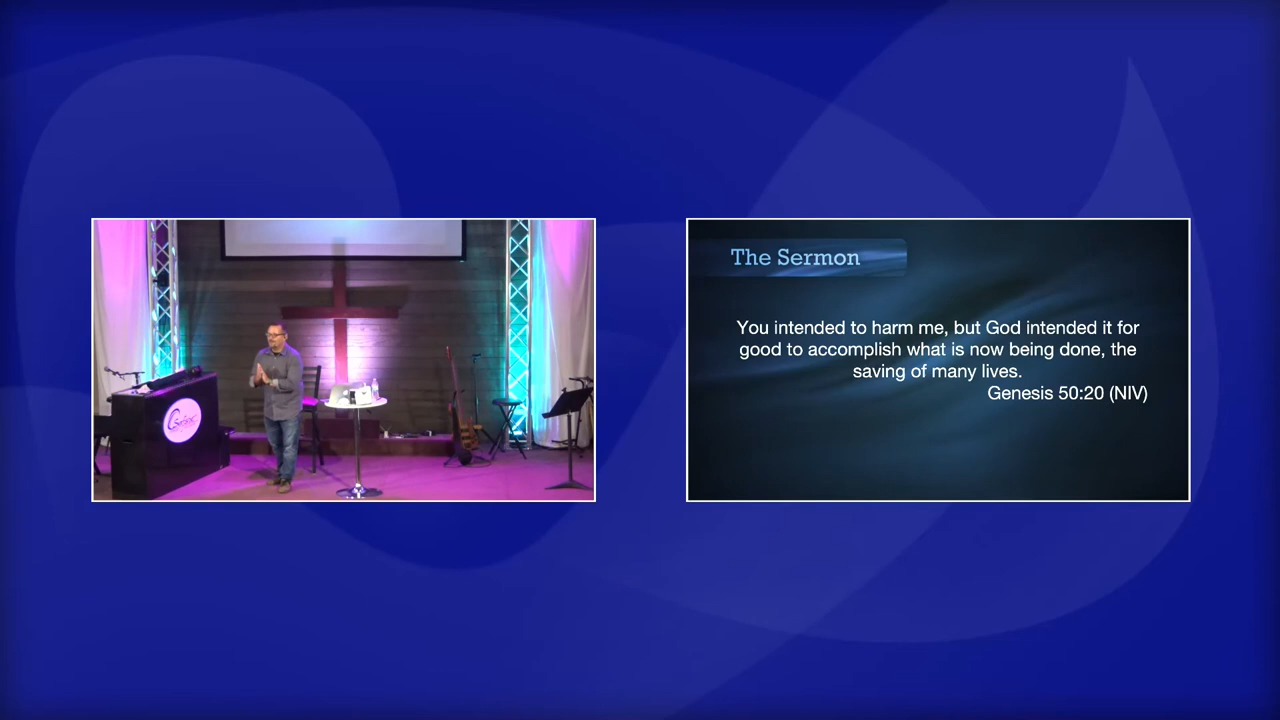 The Sermon
You intended to harm me, but God intended it for
good to accomplish what is now being done, the
saving of many lives.
Genesis 50:20 (NIV)